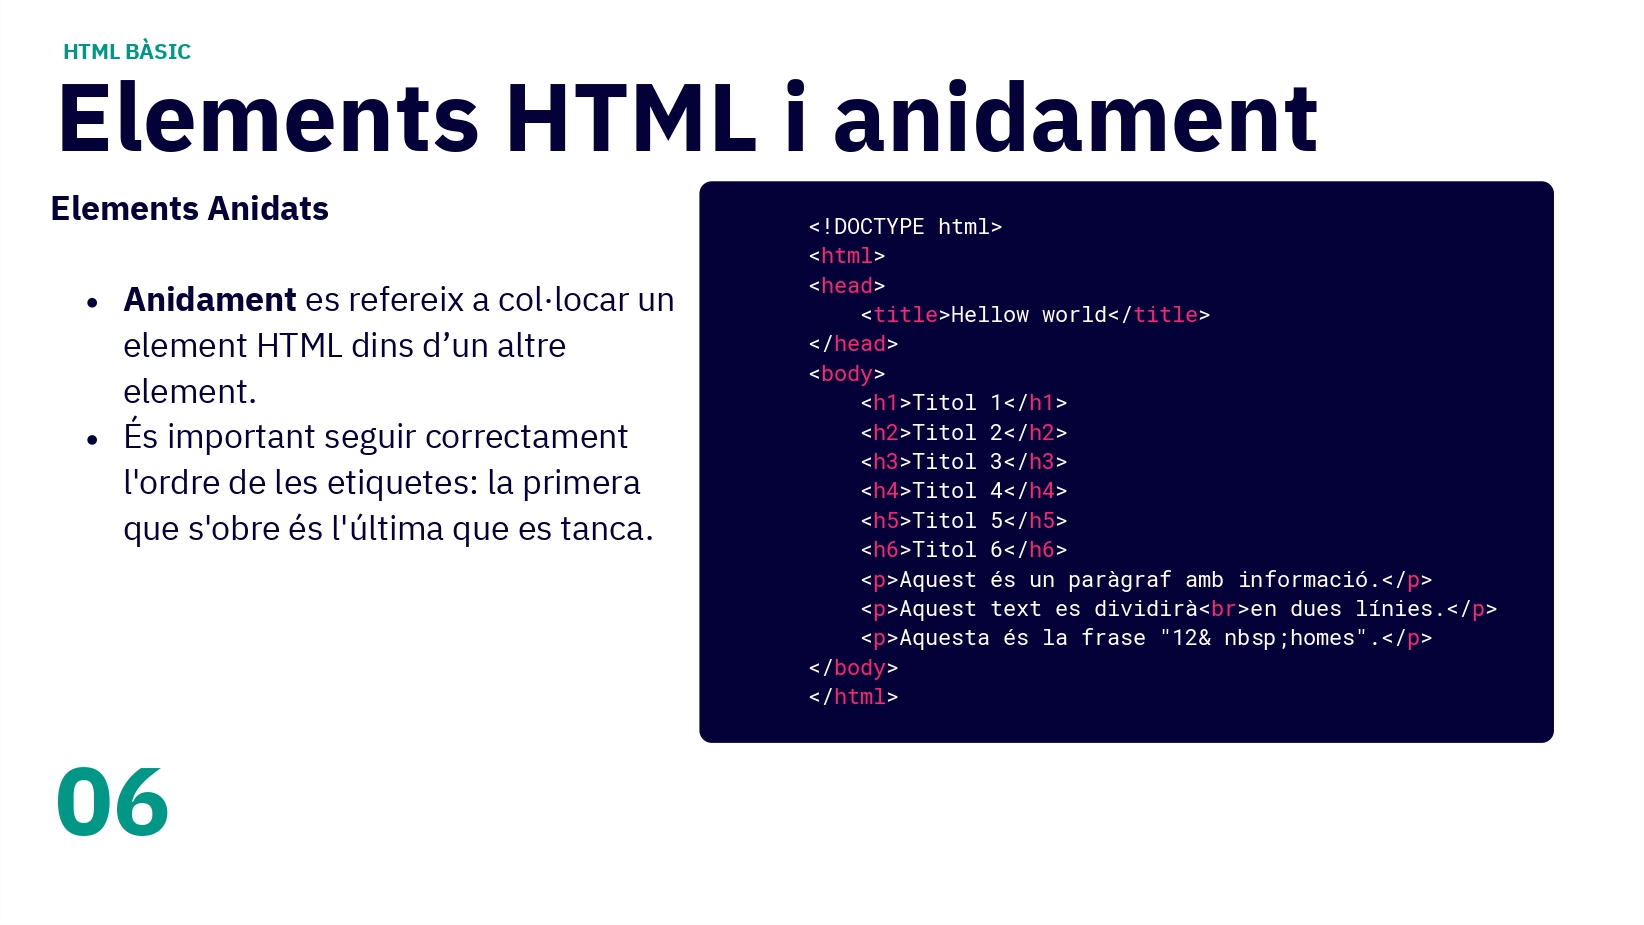 HTML BÀSIC
Elements HTML i anidament
Elements Anidats
• Anidament es refereix a col·locar un
element HTML dins d’un altre
element.
• És important seguir correctament
l'ordre de les etiquetes: la primera
que s'obre és l'última que es tanca.
<!DOCTYPE html>
<html>
<head>
    <title>Hellow world</title>
</head>
<body>
    <h1>Titol 1</h1>
    <h2>Titol 2</h2>
    <h3>Titol 3</h3>
    <h4>Titol 4</h4>
    <h5>Titol 5</h5>
    <h6>Titol 6</h6>
    <p>Aquest és un paràgraf amb informació.</p>
    <p>Aquest text es dividirà<br>en dues línies.</p>
    <p>Aquesta és la frase "12& nbsp;homes".</p>
</body>
</html>
06